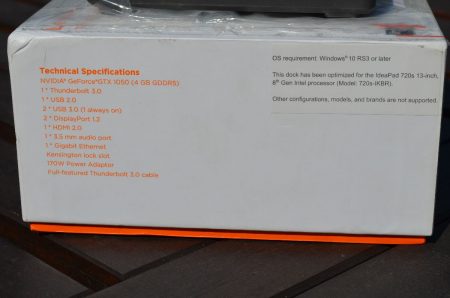 Technical Specifications
NVIDIA® GeForce®GTX 1050 (4 GB GDDR5)
1 * Thunderbolt 3.0
1 * USB 2.0
2 * USB 3.0 (1 always on)
2 * DisplayPort 1.2
1 * HDMI 2.0
1 * 3.5 mm audio port
1 * Gigabit Ethernet
Kensington lock slot
170W Power Adaptor
Full-featured Thunderbolt 3.0 cable
OS requirement: Windows® 10 RS3 or later
This dock has been optimized for the IdeaPad 720s 13-inch,
8th Gen Intel processor (Model: 720s-IKBR).
Other configurations, models, and brands are not supported.